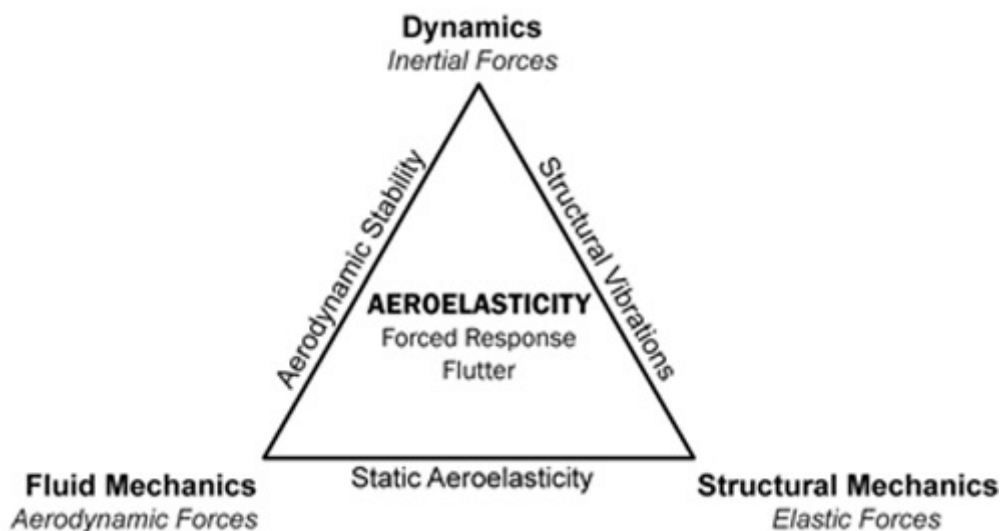 Dynamics
Inertial Forces
Aerodynamic Stability
Structural Vibrations
AEROELASTICITY
Forced Response
Flutter
Static Aeroelasticity
Fluid Mechanics
Aerodynamic Forces
Structural Mechanics
Elastic Forces